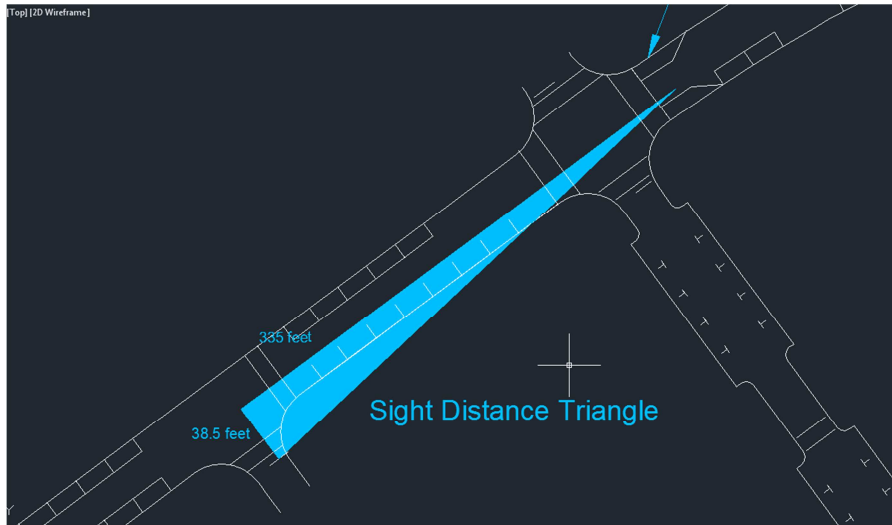 [Top] [2D Wireframe]
335 feet
Sight Distance Triangle
38.5 feet
Y